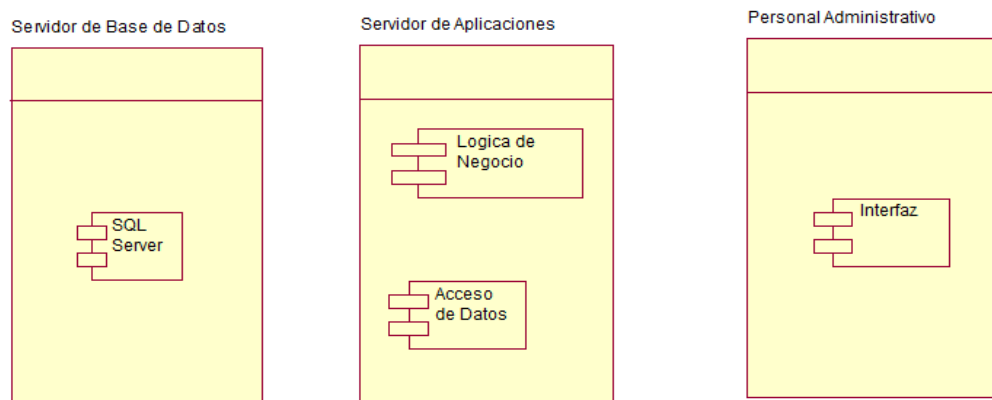 Servidor de Base de Datos
Servidor de Aplicaciones
Personal Administrativo
SQL
Server
Logica de
Negocio
Acceso
de Datos
Interfaz